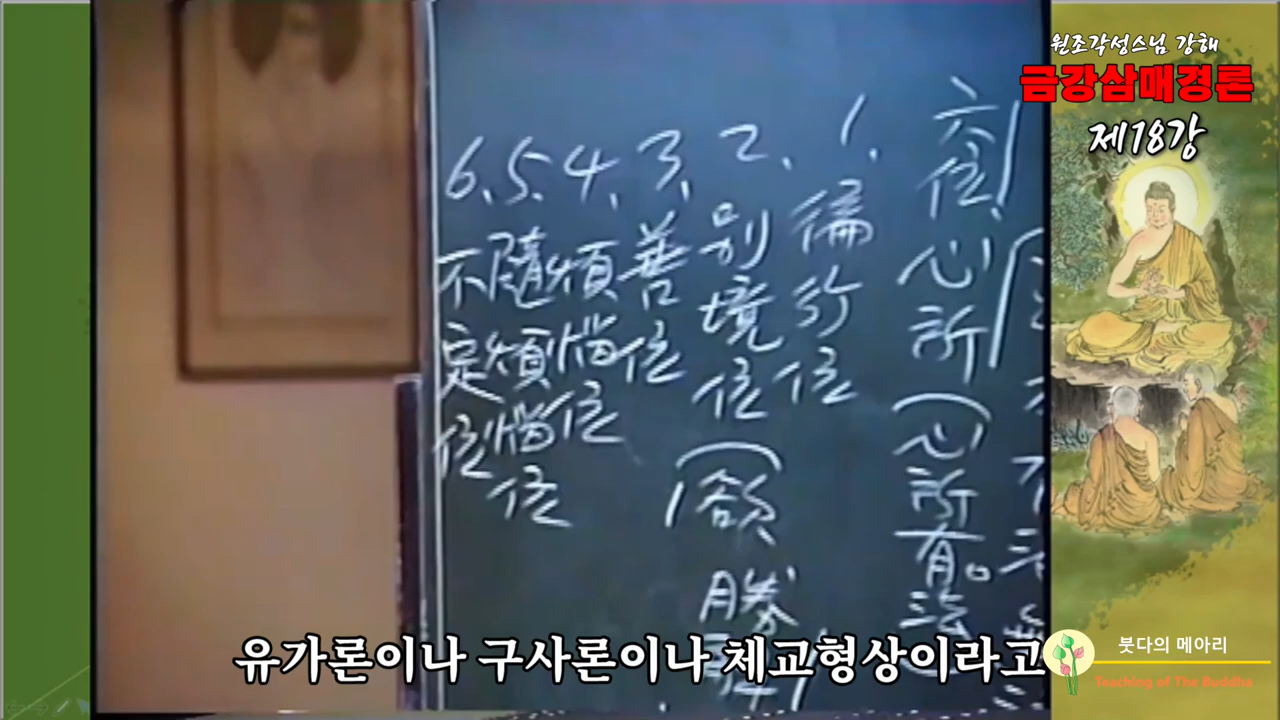 원조각성스님 강해
금강삼매경론
제18강
六位心所(心所有法
1. 徧行位
2. 別境位(欲 勝
3. 善位
4. 煩惱位
5. 隨煩惱位
6. 不定位
유가론이나 구사론이나 체교형상이라고
붓다의 메아리
Teaching of The Buddha